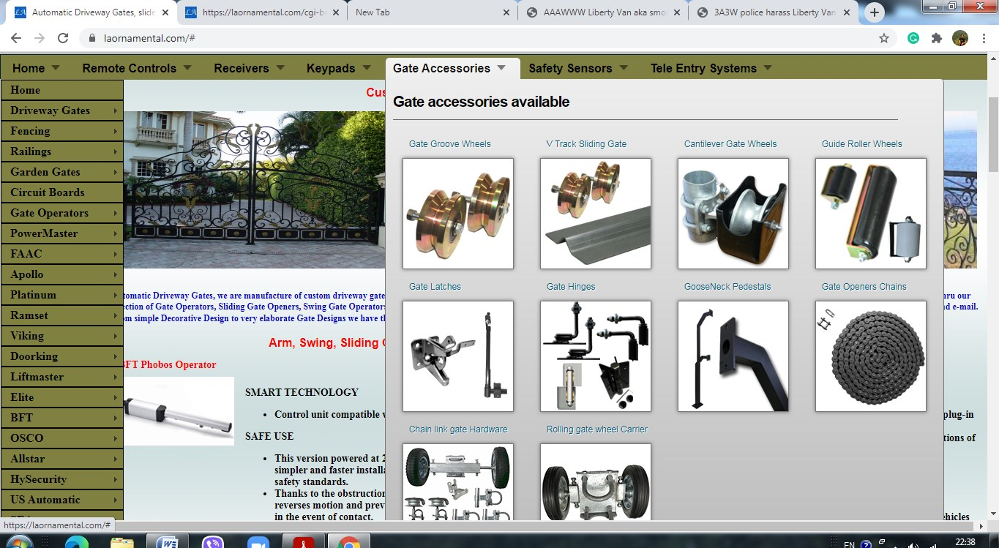 Automatic Driveway Gates, slide
https://laornamental.com/cgi-bi
New Tab
AAAWWW Liberty Van aka smo
3A3W police harass Liberty Van
laornamental.com/#
Home
Remote Controls
Receivers
Keypads
Gate Accessories
Safety Sensors
Tele Entry Systems
Home
Driveway Gates
Fencing
Railings
Garden Gates
Circuit Boards
Gate Operators
PowerMaster
FAAC
Apollo
Platinum
Ramset
Viking
Doorking
Liftmaster
Elite
BFT
OSCO
Allstar
HySecurity
US Automatic
https://laornamental.com/#
Cus
tomatic Driveway Gates, we are manufacture of custom driveway gate
ection of Gate Operators, Sliding Gate Openers, Swing Gate Operators
om simple Decorative Design to very elaborate Gate Designs we have th
hru our
nd e-mail.
Arm, Swing, Sliding
BFT Phobos Operator
SMART TECHNOLOGY
• Control unit compatible
plug-in
SAFE USE
tions of
• This version powered at 2
simpler and faster installa
safety standards.
• Thanks to the obstruction
reverses motion and prev
in the event of contact.
ehicles
Gate accessories available
Gate Groove Wheels
V Track Sliding Gate
Cantilever Gate Wheels
Guide Roller Wheels
Gate Latches
Gate Hinges
GooseNeck Pedestals
Gate Openers Chains
Chain link gate Hardware
Rolling gate wheel Carrier
EN
22:38